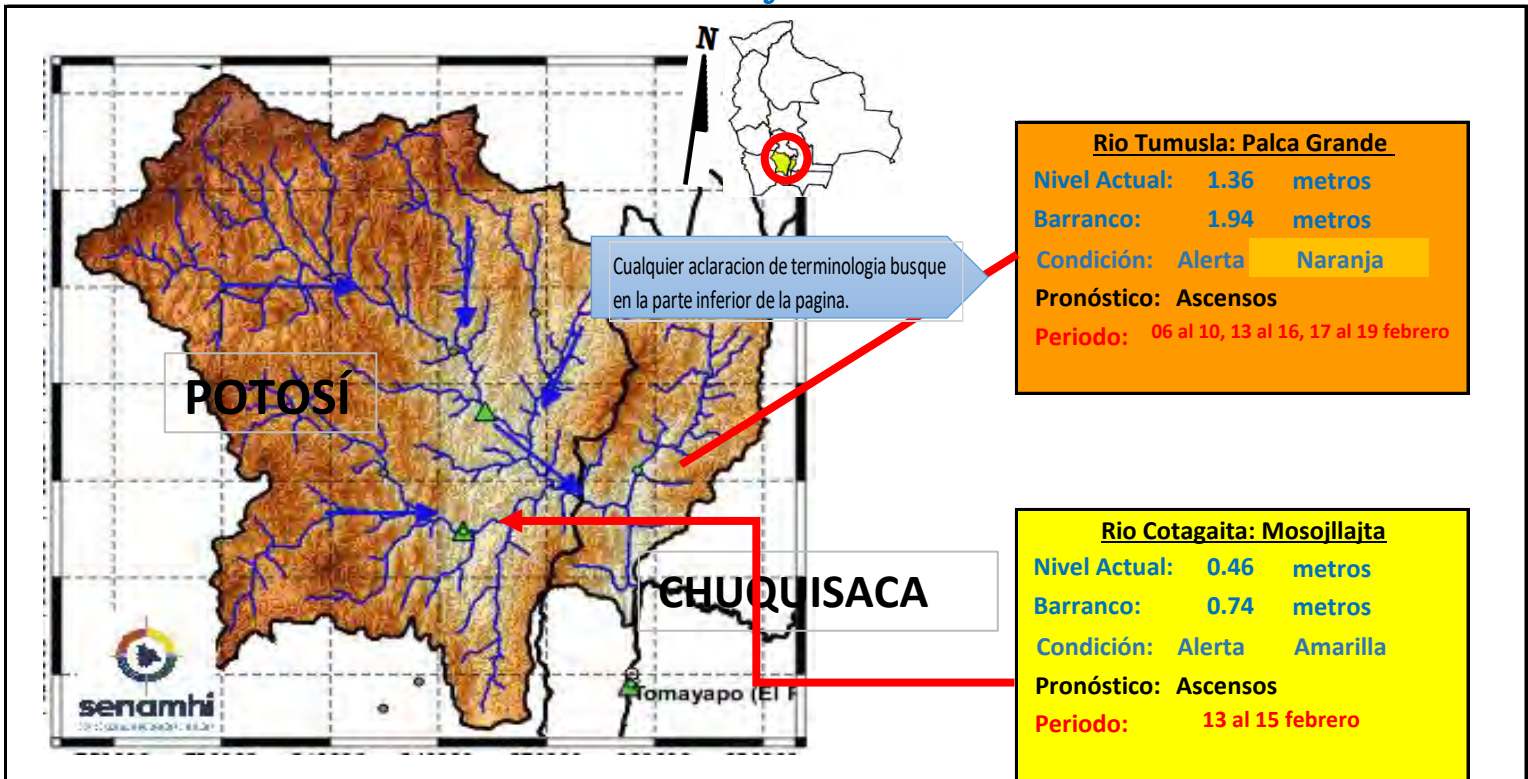 N
Rio Tumusla: Palca Grande
Nivel Actual: 1.36 metros
Barranco: 1.94 metros
Condición: Alerta Naranja
Pronóstico: Ascensos
Periodo: 06 al 10, 13 al 16, 17 al 19 febrero
Cualquier aclaracion de terminologia busque
en la parte inferior de la pagina.
POTOSÍ
CHUQUISACA
Rio Cotagaita: Mosojllajta
Nivel Actual: 0.46 metros
Barranco: 0.74 metros
Condición: Alerta Amarilla
Pronóstico: Ascensos
Periodo: 13 al 15 febrero
senamhi
Tomayapo (El